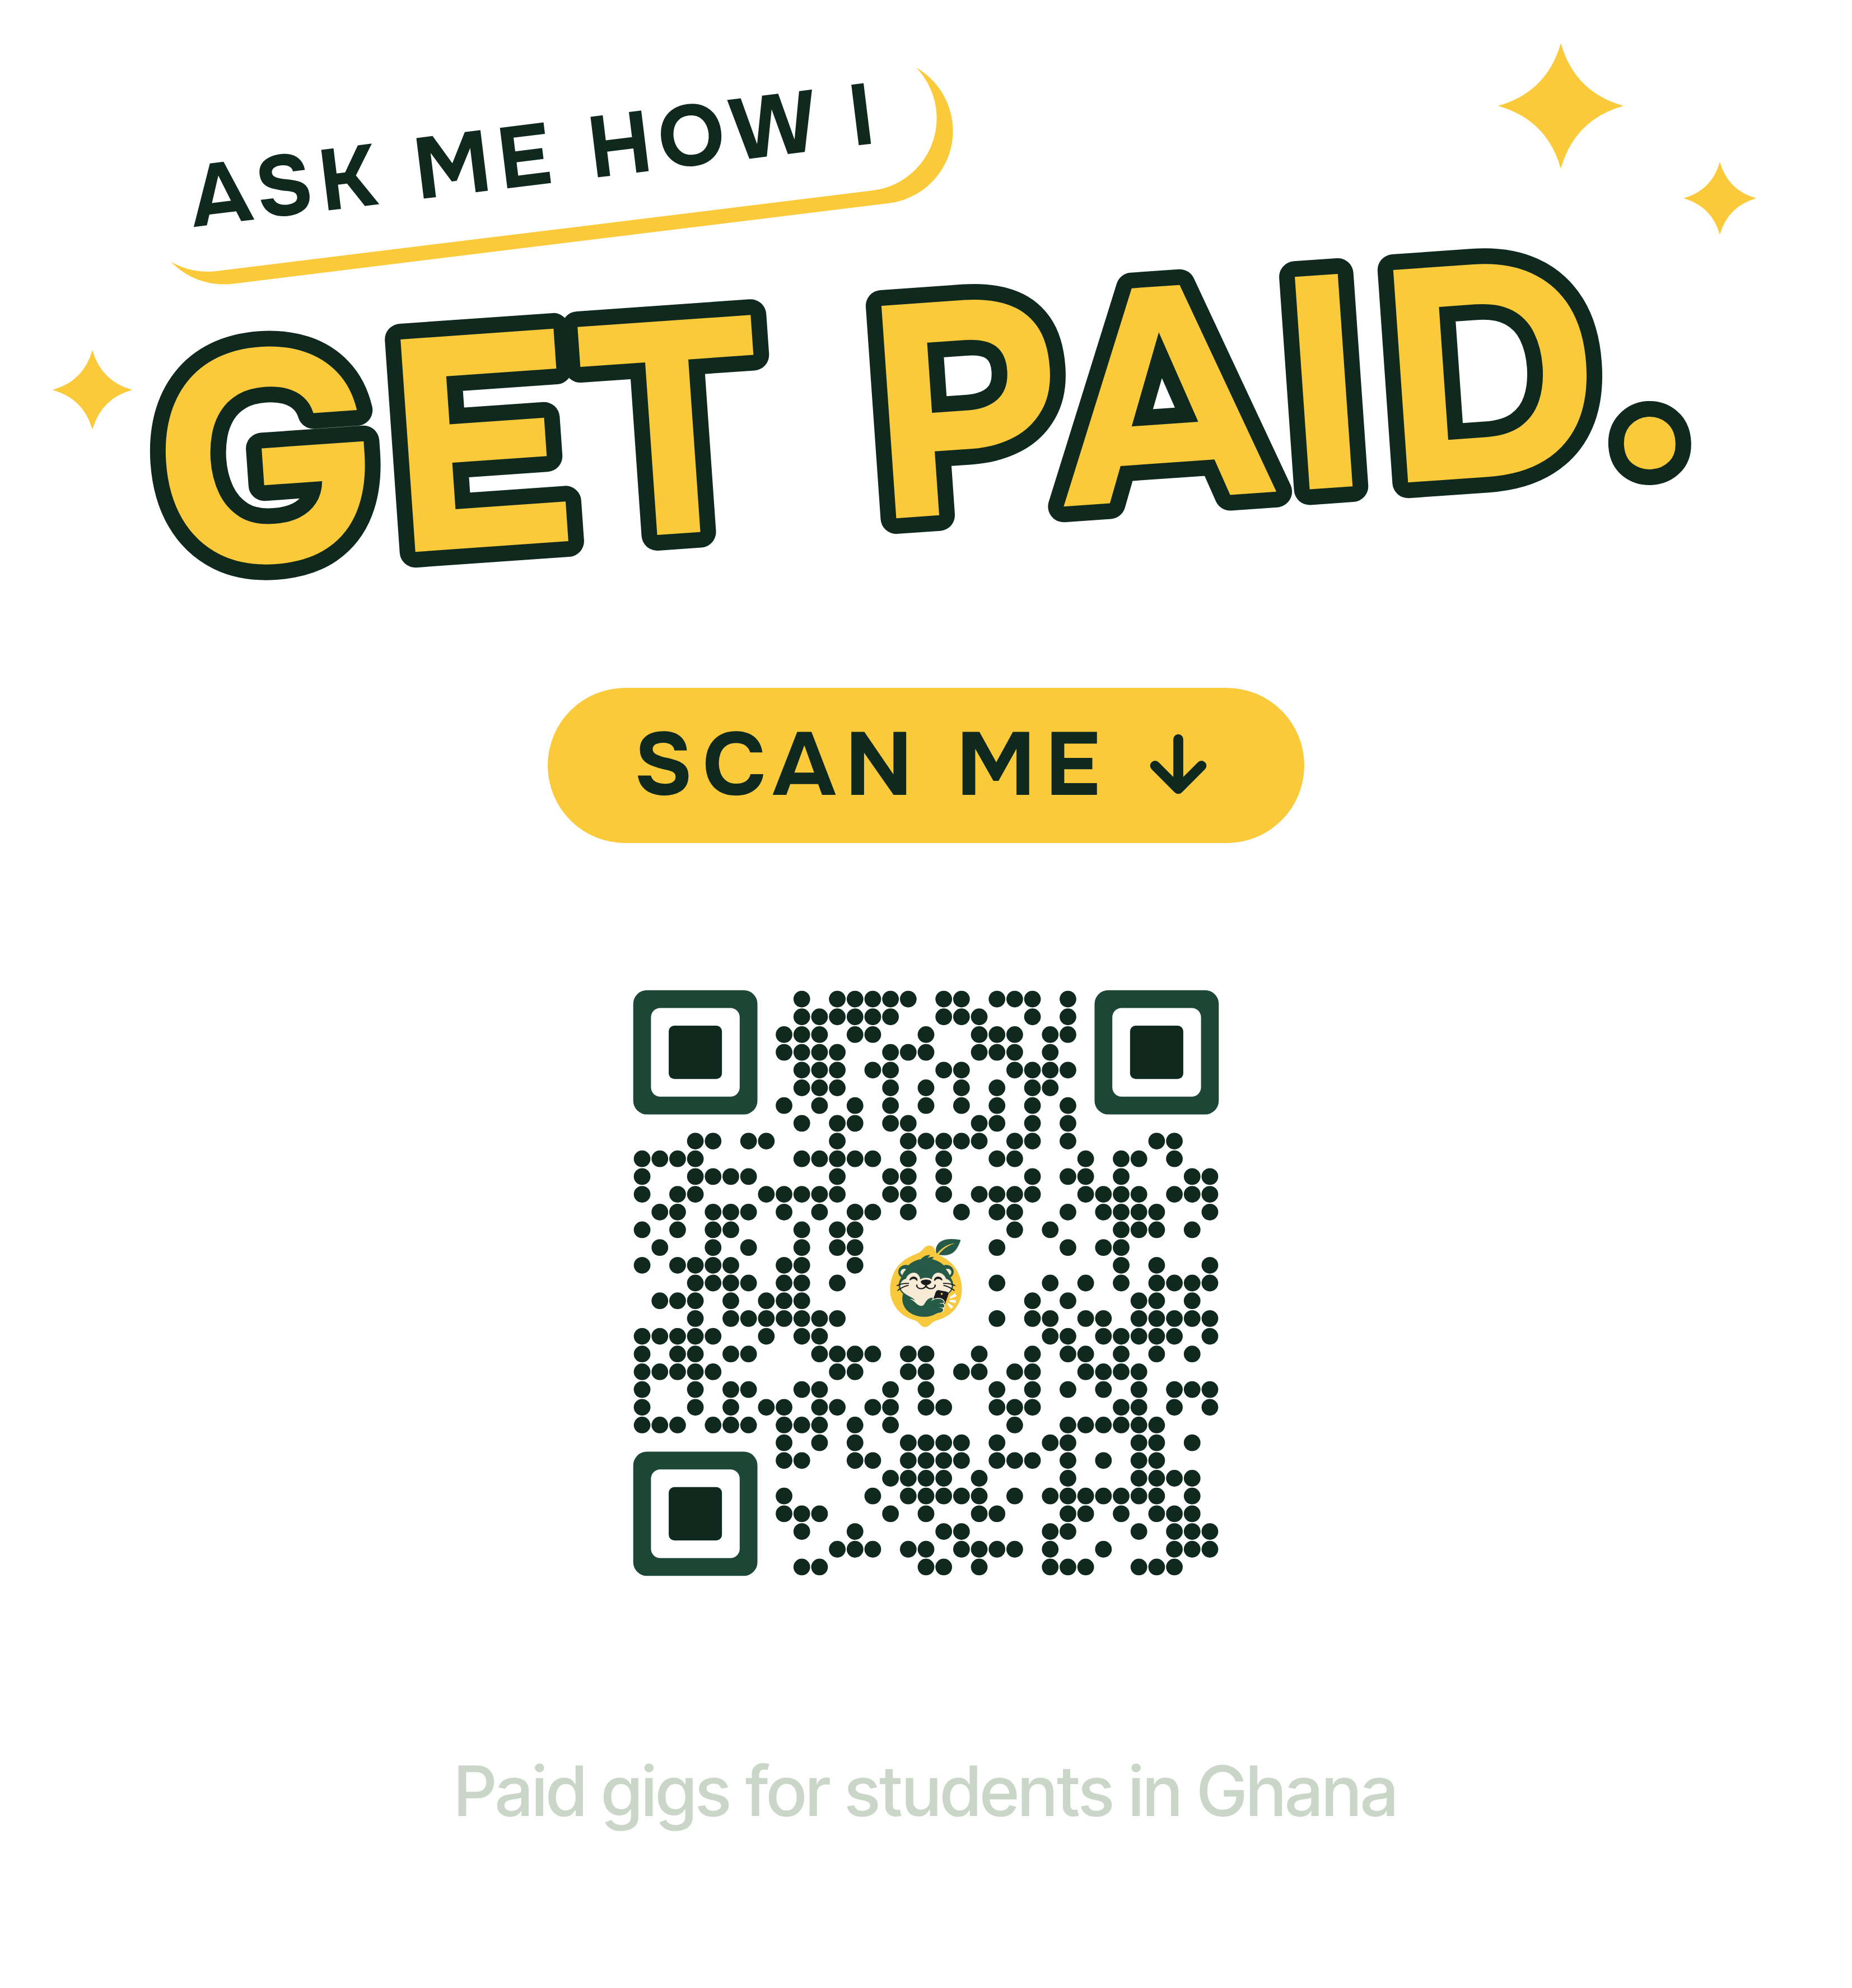 ASK ME HOW I
GET PAID.
SCAN ME ↓
Paid gigs for students in Ghana